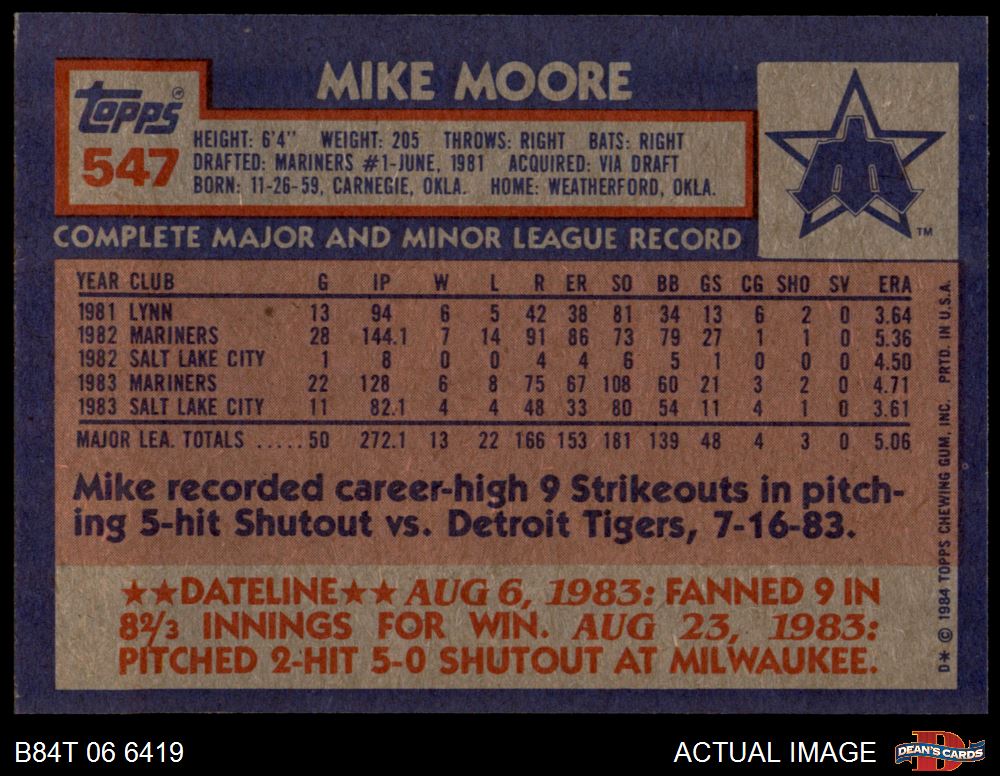 MIKE MOORE
Topps®
547
HEIGHT: 6'4" WEIGHT: 205 THROWS: RIGHT BATS: RIGHT
DRAFTED: MARINERS #1-JUNE, 1981 ACQUIRED: VIA DRAFT
BORN: 11-26-59, CARNEGIE, OKLA. HOME: WEATHERFORD, OKLA.
TM
COMPLETE MAJOR AND MINOR LEAGUE RECORD
YEAR CLUB G IP W L R ER SO BB GS CG SHO SV ERA
1981 LYNN 13 94 6 5 42 38 81 34 13 6 2 0 3.64
1982 MARINERS 28 144.1 7 14 91 86 73 79 27 1 1 0 5.36
1982 SALT LAKE CITY 1 8 0 0 4 4 6 5 1 0 0 0 4.50
1983 MARINERS 22 128 6 8 75 67 108 60 21 3 2 0 4.71
1983 SALT LAKE CITY 11 82.1 4 4 48 33 80 54 11 4 1 0 3.61
MAJOR LEA. TOTALS .....50 272.1 13 22 166 153 181 139 48 4 3 0 5.06
Mike recorded career-high 9 Strikeouts in pitch-
ing 5-hit Shutout vs. Detroit Tigers, 7-16-83.
★★DATELINE★★ AUG 6, 1983: FANNED 9 IN
8⅔ INNINGS FOR WIN. AUG 23, 1983:
PITCHED 2-HIT 5-0 SHUTOUT AT MILWAUKEE.
D* © 1984 TOPPS CHEWING GUM, INC. PRTD. IN U.S.A.
B84T 06 6419
ACTUAL IMAGE
D
DEAN'S CARDS